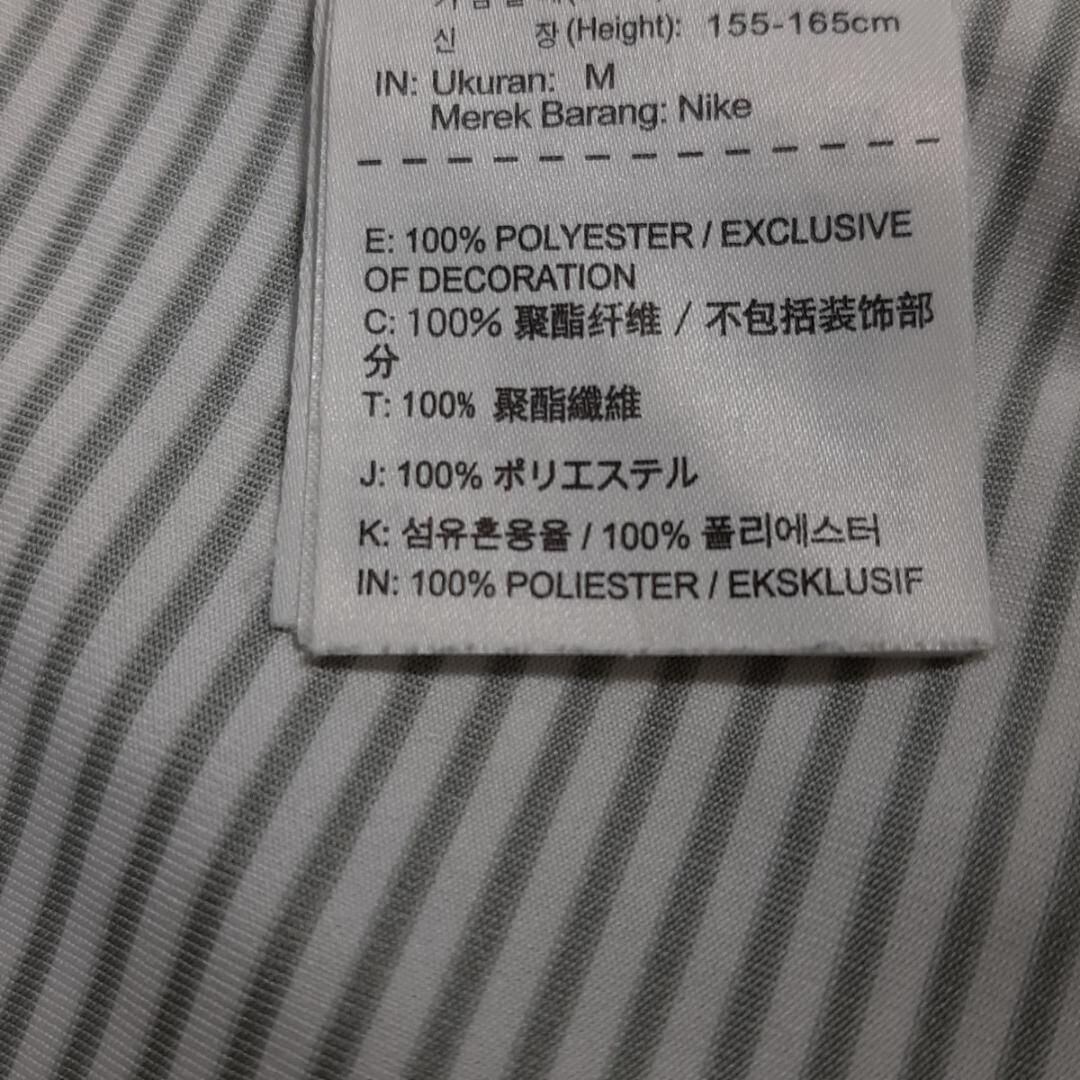 신 장 (Height): 155-165cm
IN: Ukuran: M
Merek Barang: Nike
E: 100% POLYESTER / EXCLUSIVE
OF DECORATION
C: 100% 聚酯纤维 / 不包括装饰部
分
T: 100% 聚酯纖維
J: 100% ポリエステル
K: 섬유혼용율 / 100% 폴리에스터
IN: 100% POLIESTER / EKSKLUSIF